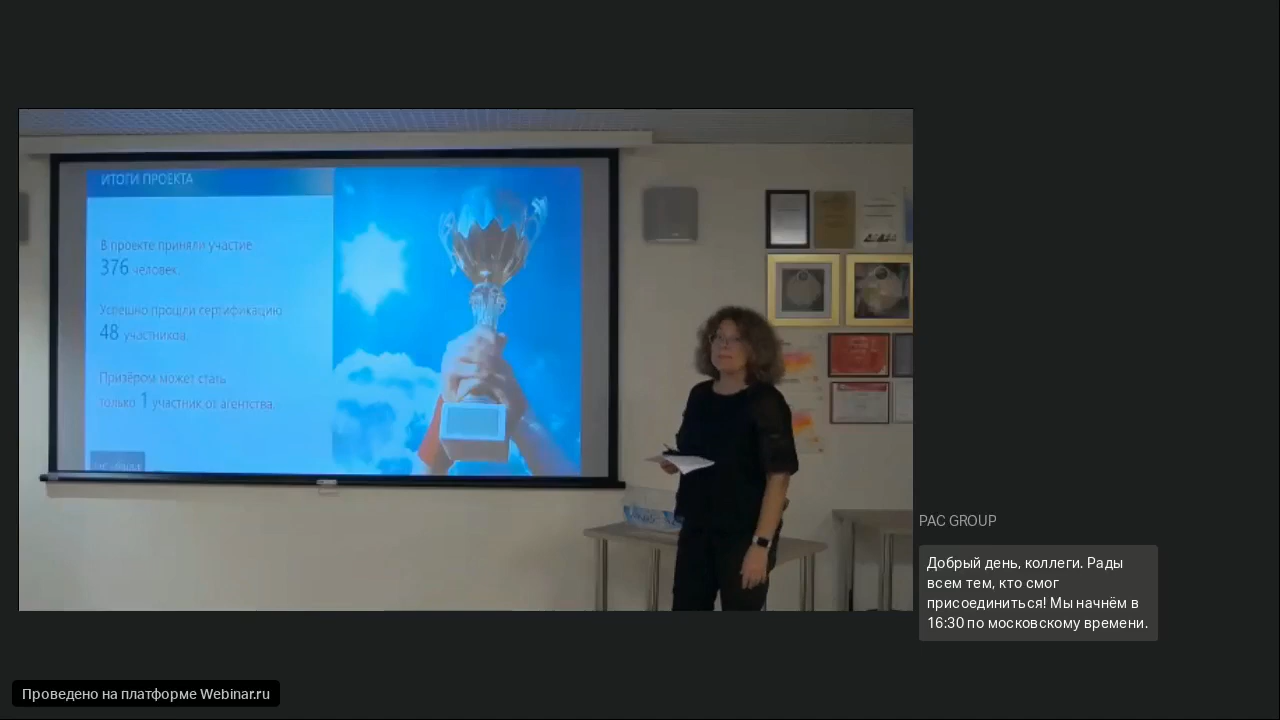 ИТОГИ ПРОЕКТА
В проекте приняли участие
376 человек.
Успешно прошли сертификацию
48 участников.
Призёром может стать
только 1 участник от агентства.
PAC GROUP
Добрый день, коллеги. Рады
всем тем, кто смог
присоединиться! Мы начнём в
16:30 по московскому времени.
Проведено на платформе Webinar.ru